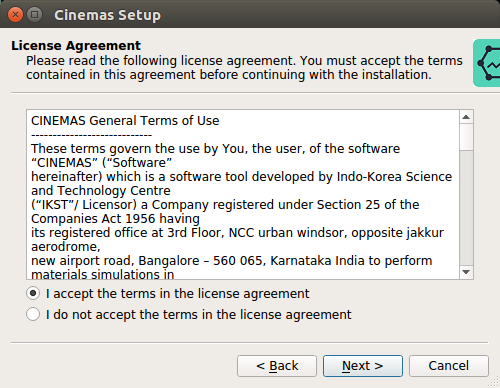 Cinemas Setup
License Agreement
Please read the following license agreement. You must accept the terms
contained in this agreement before continuing with the installation.
CINEMAS General Terms of Use
----------------------------
These terms govern the use by You, the user, of the software
“CINEMAS” (“Software”
hereinafter) which is a software tool developed by Indo-Korea Science
and Technology Centre
(“IKST”/ Licensor) a Company registered under Section 25 of the
Companies Act 1956 having
its registered office at 3rd Floor, NCC urban windsor, opposite jakkur
aerodrome,
new airport road, Bangalore – 560 065, Karnataka India to perform
materials simulations in
I accept the terms in the license agreement
I do not accept the terms in the license agreement
< Back
Next >
Cancel